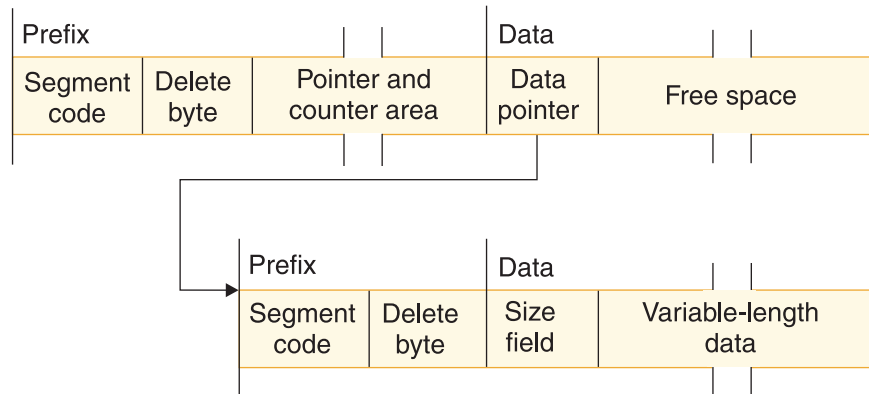 Prefix
Data
Segment code
Delete byte
Pointer and counter area
Data pointer
Free space
Prefix
Data
Segment code
Delete byte
Size field
Variable-length data